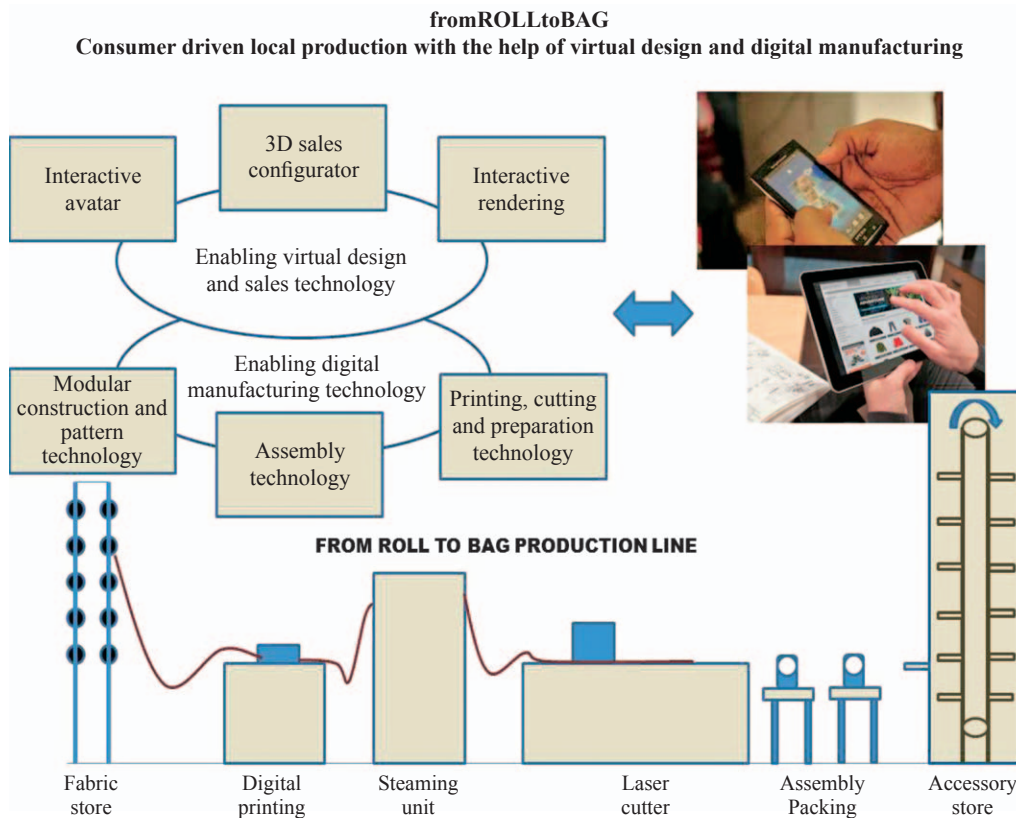 fromROLLtoBAG
Consumer driven local production with the help of virtual design and digital manufacturing
3D sales
configurator
Interactive
avatar
Interactive
rendering
Enabling virtual design
and sales technology
Enabling digital
manufacturing technology
Modular
construction and
pattern
technology
Assembly
technology
Printing, cutting
and preparation
technology
FROM ROLL TO BAG PRODUCTION LINE
Fabric
store
Digital
printing
Steaming
unit
Laser
cutter
Assembly
Packing
Accessory
store